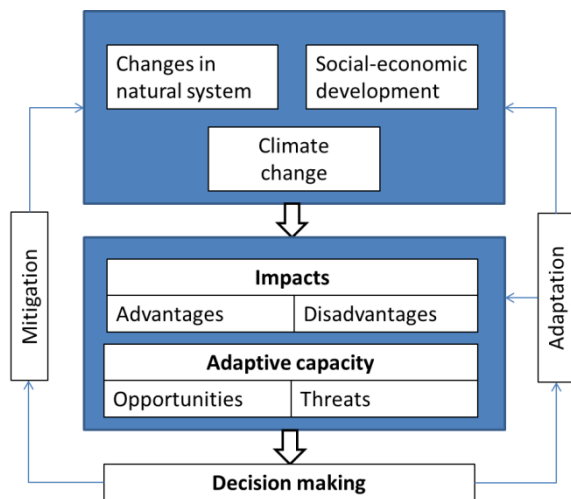 Changes in
natural system
Social-economic
development
Climate
change
Mitigation
Adaptation
Impacts
Advantages
Disadvantages
Adaptive capacity
Opportunities
Threats
Decision making